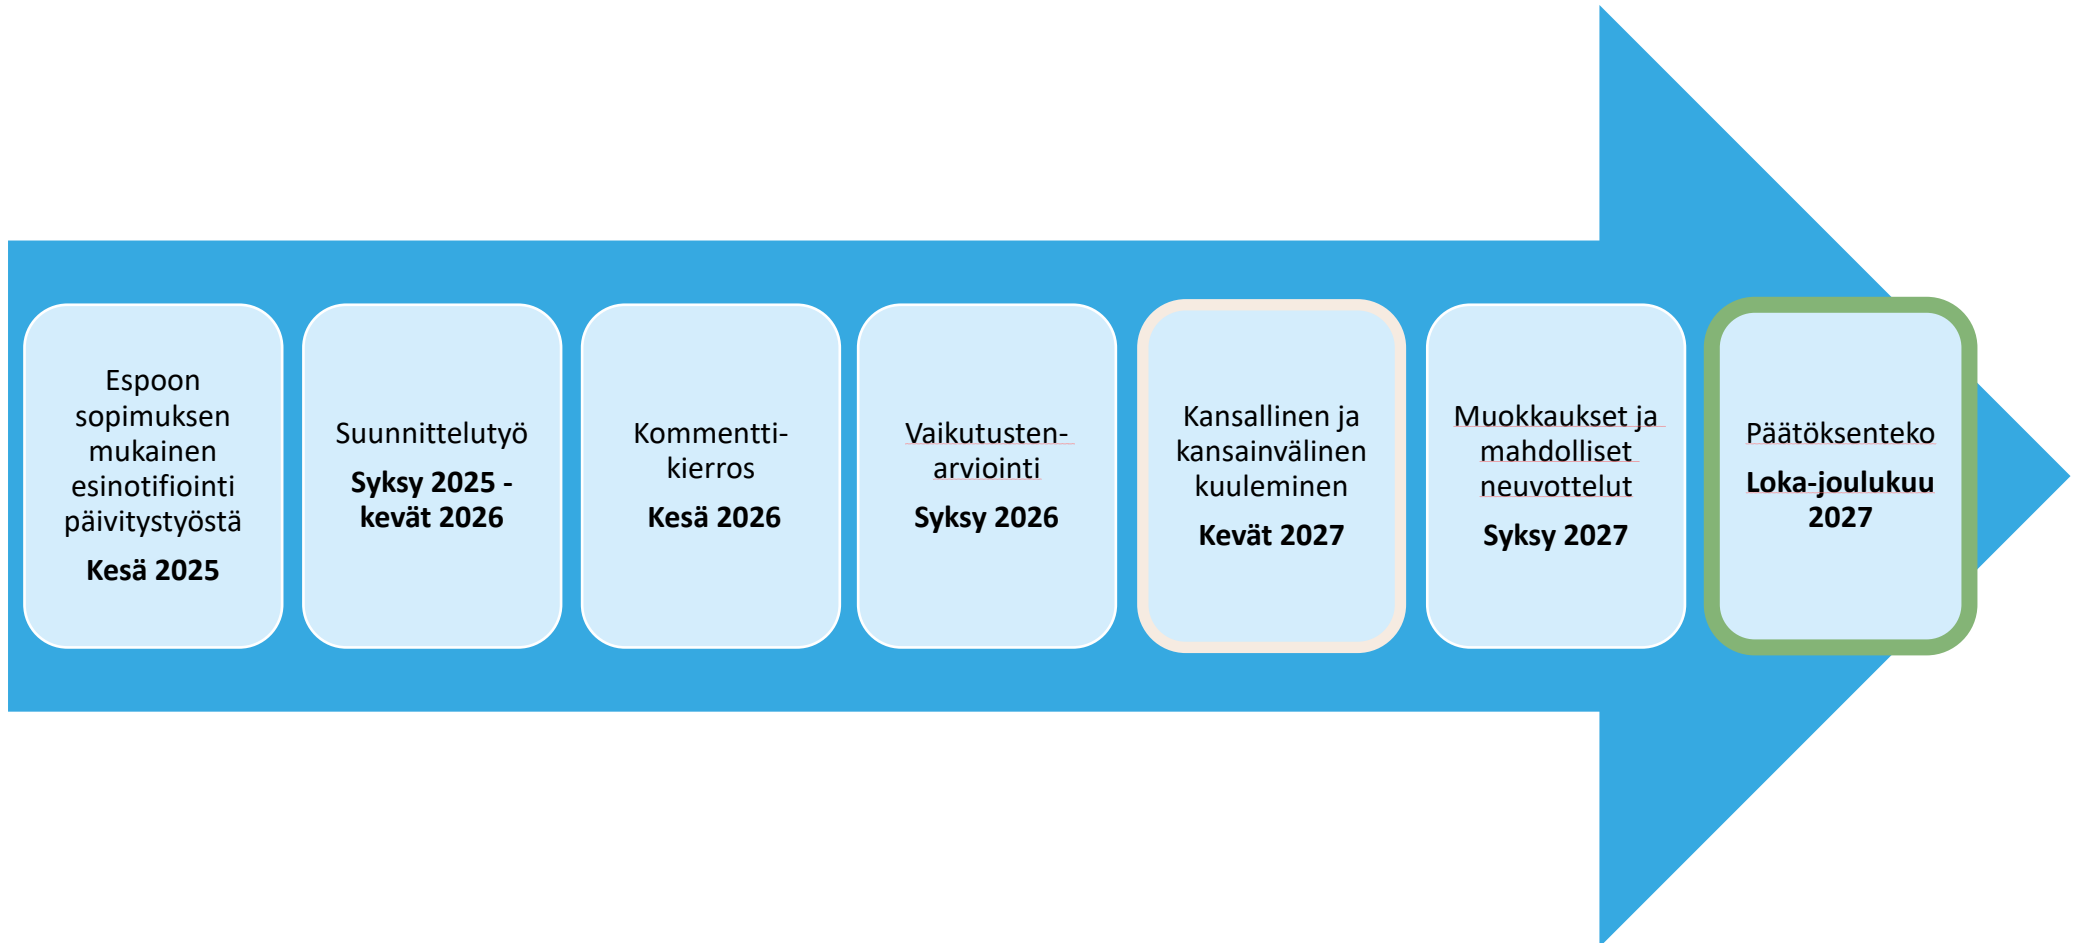 Espoon
sopimuksen
mukainen
esinotifiointi
päivitystyöstä
Kesä 2025
Suunnittelutyö
Syksy 2025 -
kevät 2026
Kommentti-
kierros
Kesä 2026
Vaikutusten-
arviointi
Syksy 2026
Kansallinen ja
kansainvälinen
kuuleminen
Kevät 2027
Muokkaukset ja
mahdolliset
neuvottelut
Syksy 2027
Päätöksenteko
Loka-joulukuu
2027